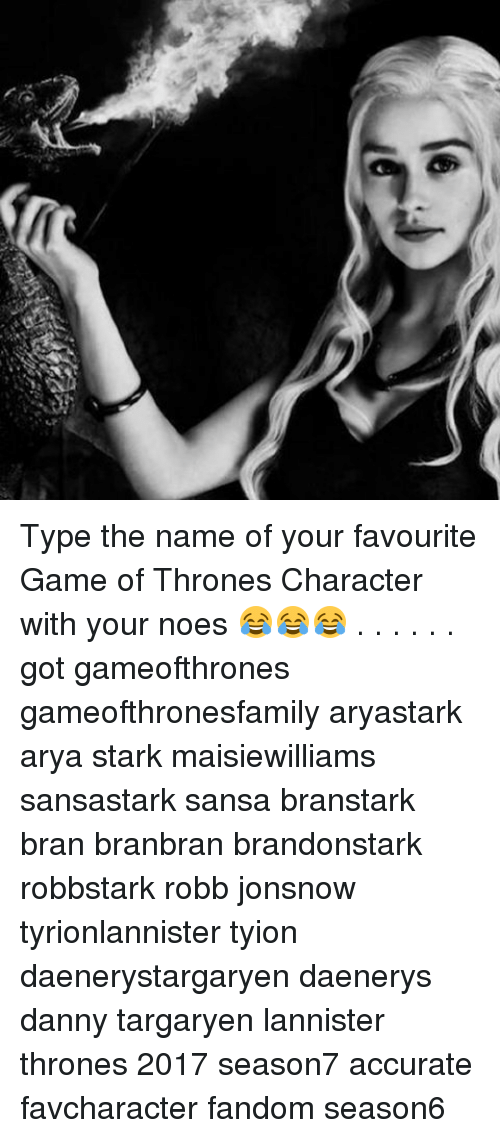 Type the name of your favourite
Game of Thrones Character
with your noes 😂😂😂 . . . . . .
got gameofthrones
gameofthronesfamily aryastark
arya stark maisiewilliams
sansastark sansa branstark
bran branbran brandonstark
robbstark robb jonsnow
tyrionlannister tyion
daenerystargaryen daenerys
danny targaryen lannister
thrones 2017 season7 accurate
favcharacter fandom season6